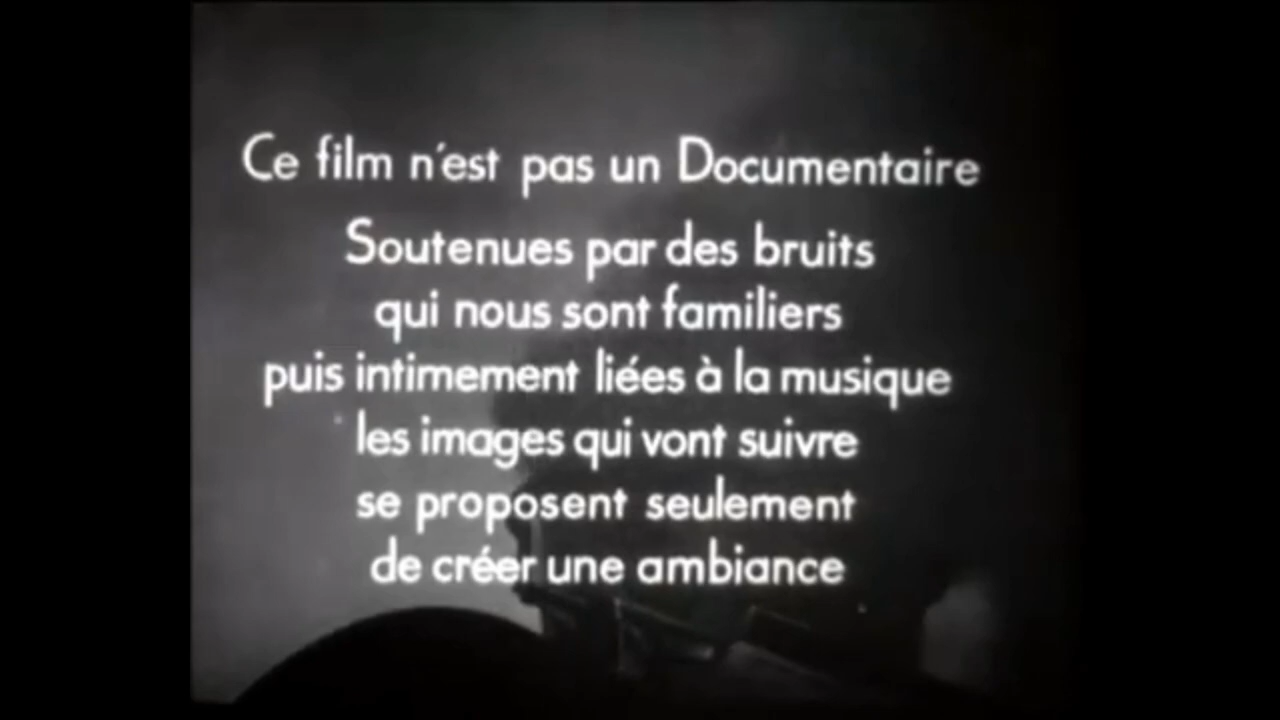 Ce film n'est pas un Documentaire
Soutenues par des bruits
qui nous sont familiers
puis intimement liées à la musique
les images qui vont suivre
se proposent seulement
de créer une ambiance